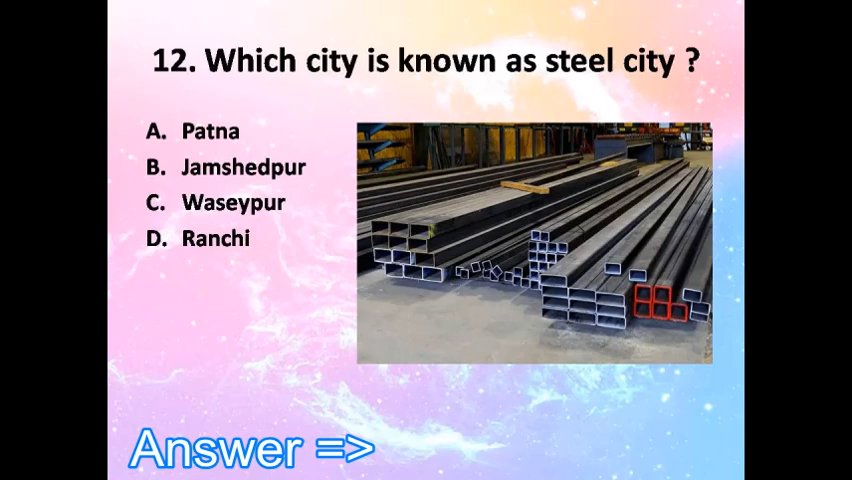 12. Which city is known as steel city ?
A. Patna
B. Jamshedpur
C. Waseypur
D. Ranchi
Answer =>